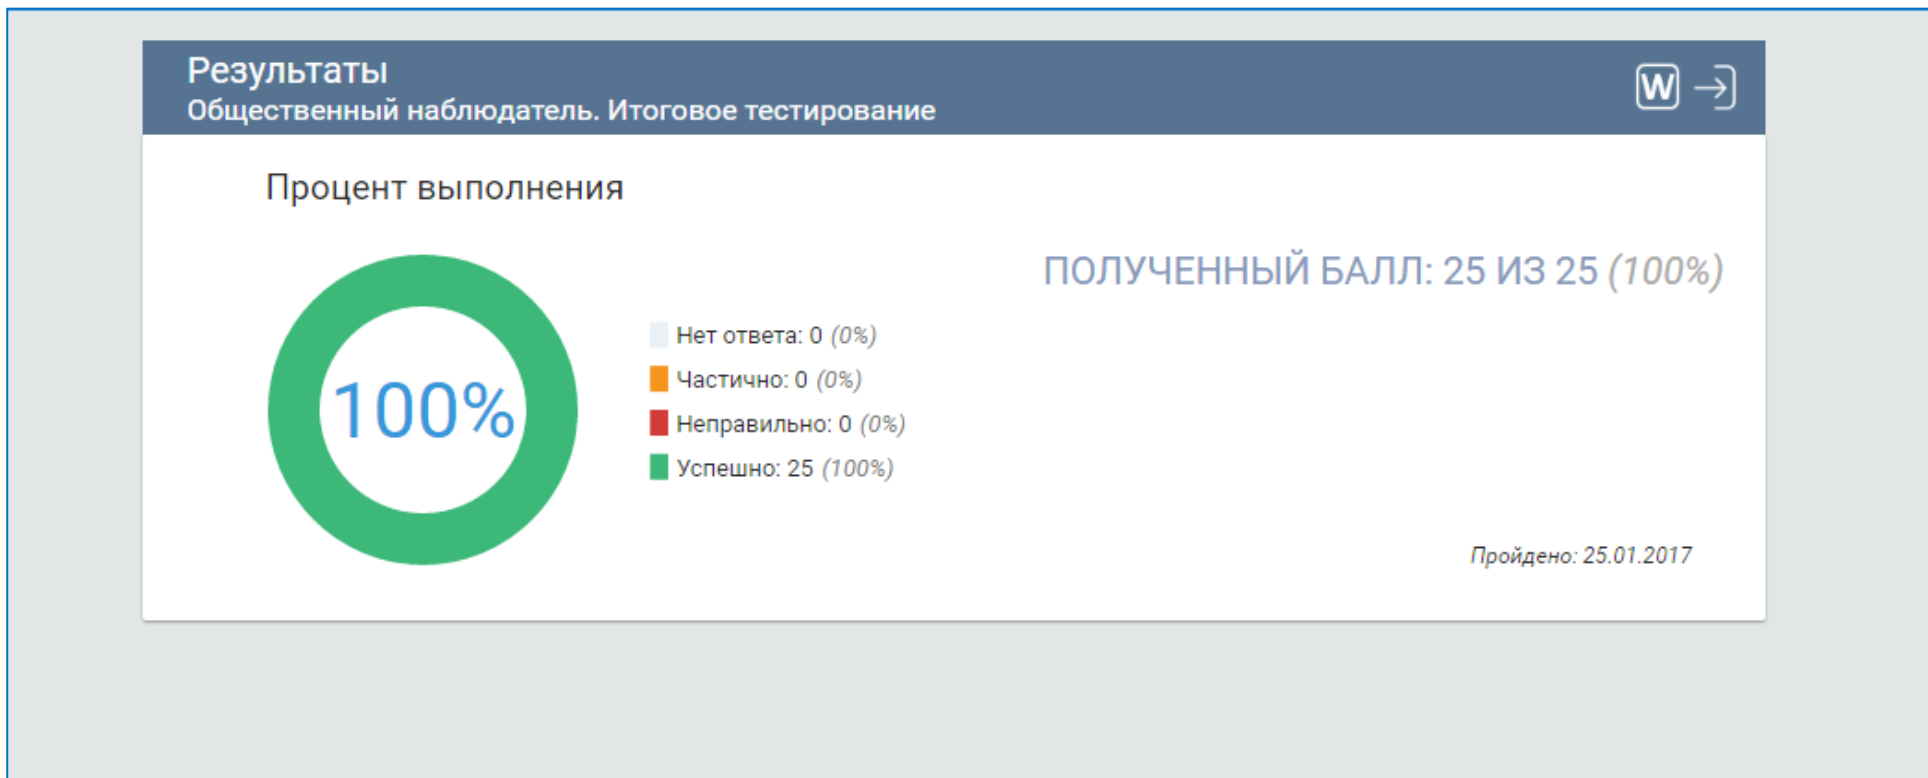 Результаты
Общественный наблюдатель. Итоговое тестирование
W
Процент выполнения
ПОЛУЧЕННЫЙ БАЛЛ: 25 ИЗ 25 (100%)
100%
Нет ответа: 0 (0%)
Частично: 0 (0%)
Неправильно: 0 (0%)
Успешно: 25 (100%)
Пройдено: 25.01.2017